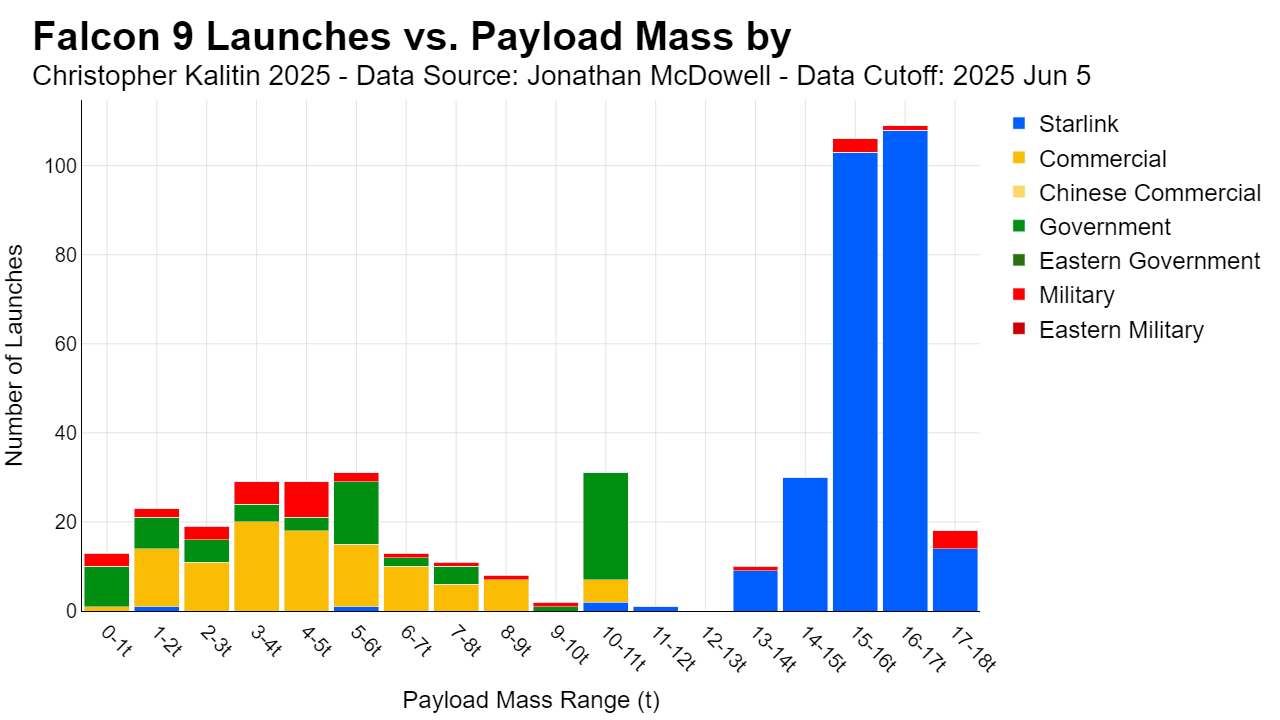 Falcon 9 Launches vs. Payload Mass by
Christopher Kalitin 2025 - Data Source: Jonathan McDowell - Data Cutoff: 2025 Jun 5
Number of Launches
100
80
60
40
20
0
0-1t
1-2t
2-3t
3-4t
4-5t
5-6t
6-7t
7-8t
8-9t
9-10t
10-11t
11-12t
12-13t
13-14t
14-15t
15-16t
16-17t
17-18t
Payload Mass Range (t)
Starlink
Commercial
Chinese Commercial
Government
Eastern Government
Military
Eastern Military